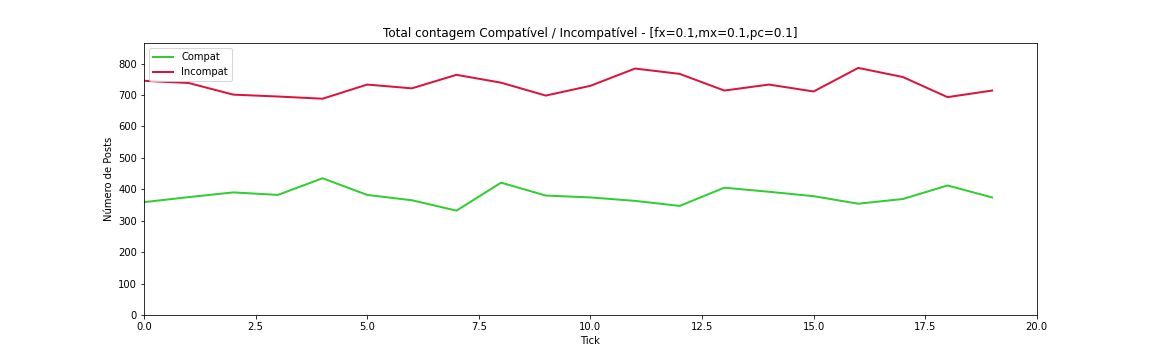 Total contagem Compatível / Incompatível - [fx=0.1,mx=0.1,pc=0.1]
Compat
Incompat
800
700
600
500
400
300
200
100
0
Número de Posts
0.0 2.5 5.0 7.5 10.0 12.5 15.0 17.5 20.0
Tick